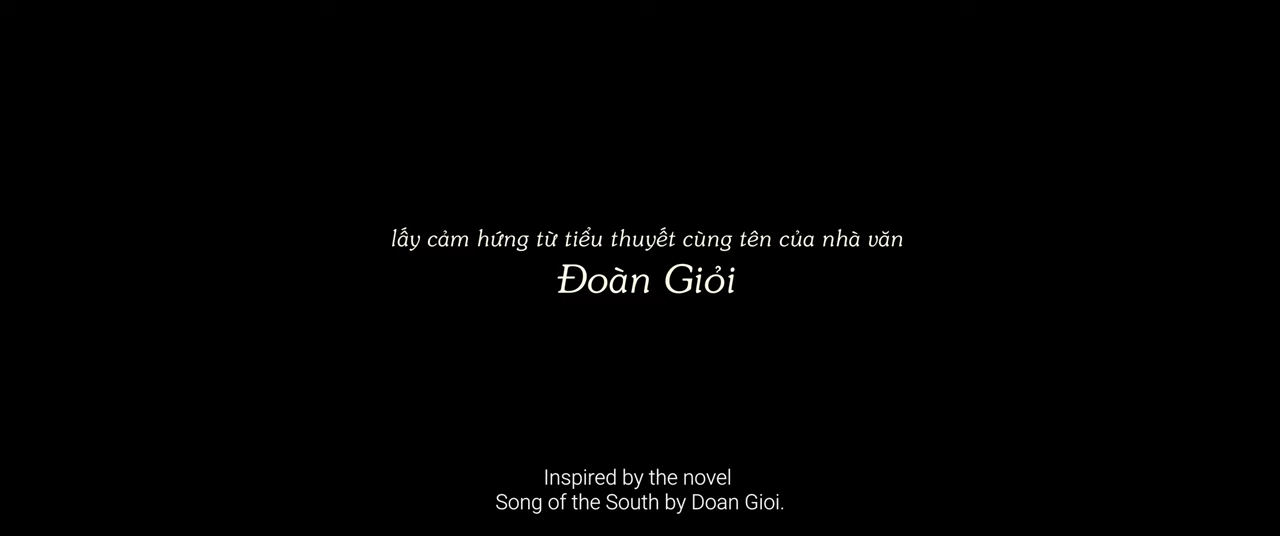 lấy cảm hứng từ tiểu thuyết cùng tên của nhà văn
Đoàn Giỏi
Inspired by the novel
Song of the South by Doan Gioi.